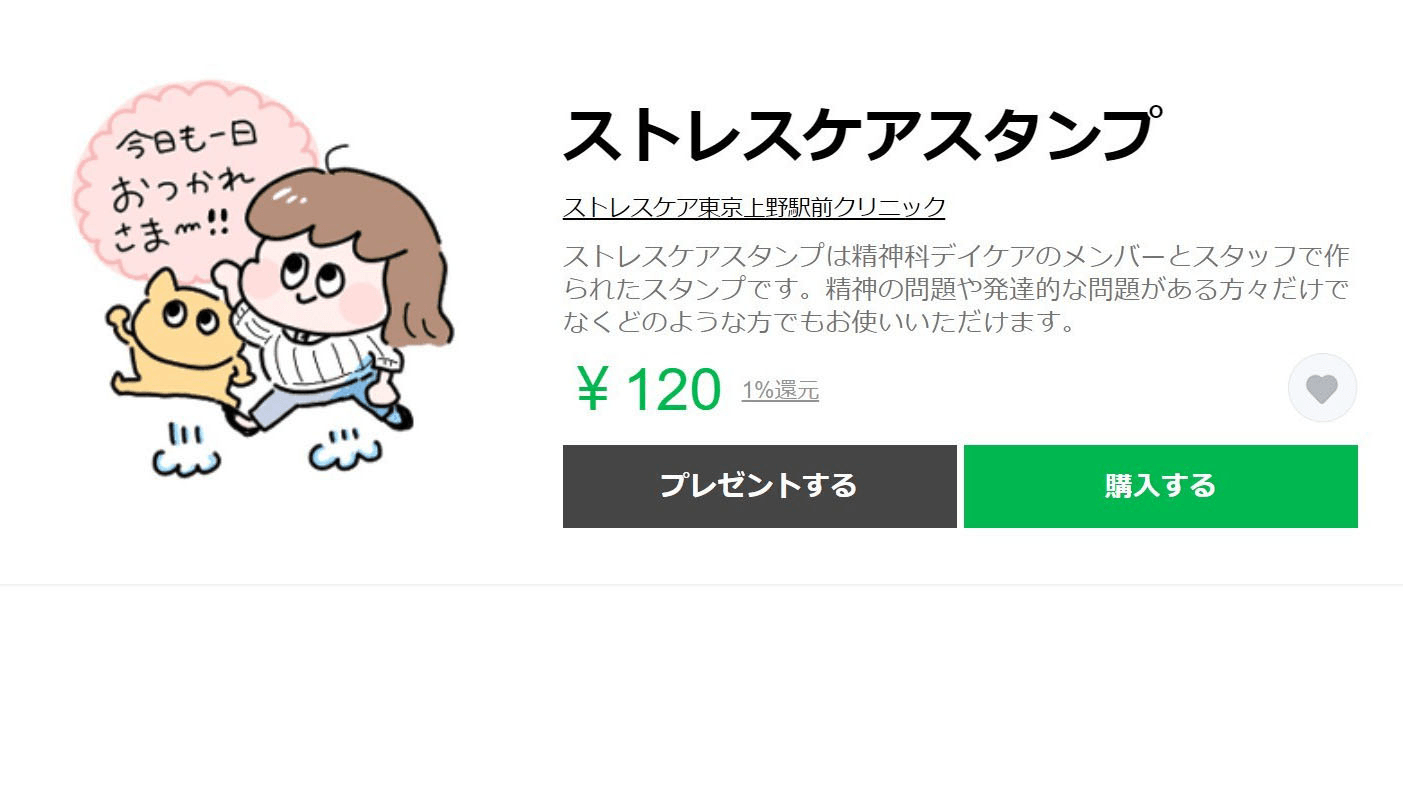 今日も一日
おつかれ
さまー!!
ストレスケアスタンプ
ストレスケア東京上野駅前クリニック
ストレスケアスタンプは精神科デイケアのメンバーとスタッフで作
られたスタンプです。精神の問題や発達的な問題がある方々だけで
なくどのような方でもお使いいただけます。
¥120 1%還元
プレゼントする 購入する